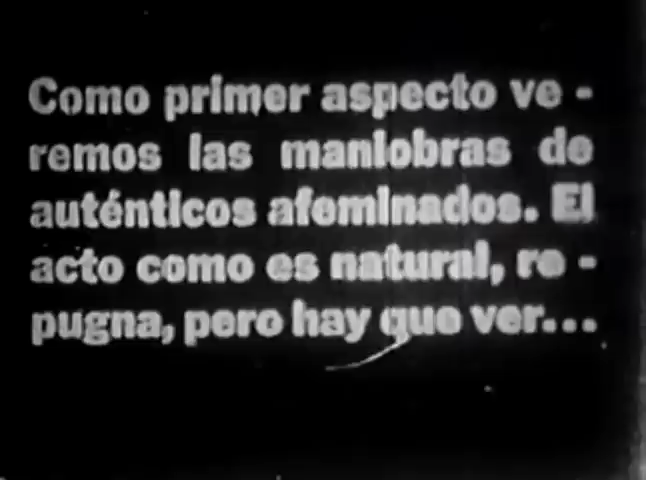 Como primer aspecto ve -
remos las maniobras de
auténticos afeminados. El
acto como es natural, re -
pugna, pero hay que ver...